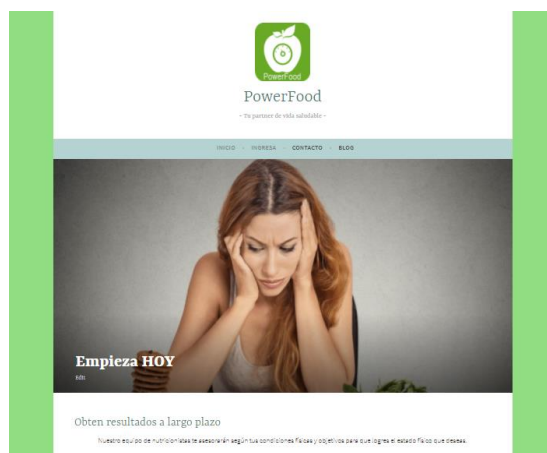 PowerFood
PowerFood
- Tu partner de vida saludable -
INICIO - INGRESA - CONTACTO - BLOG
Empieza HOY
Edit
Obten resultados a largo plazo
Nuestro equipo de nutricionistas te asesorarán según tus condiciones físicas y objetivos para que logres el estado físico que deseas.